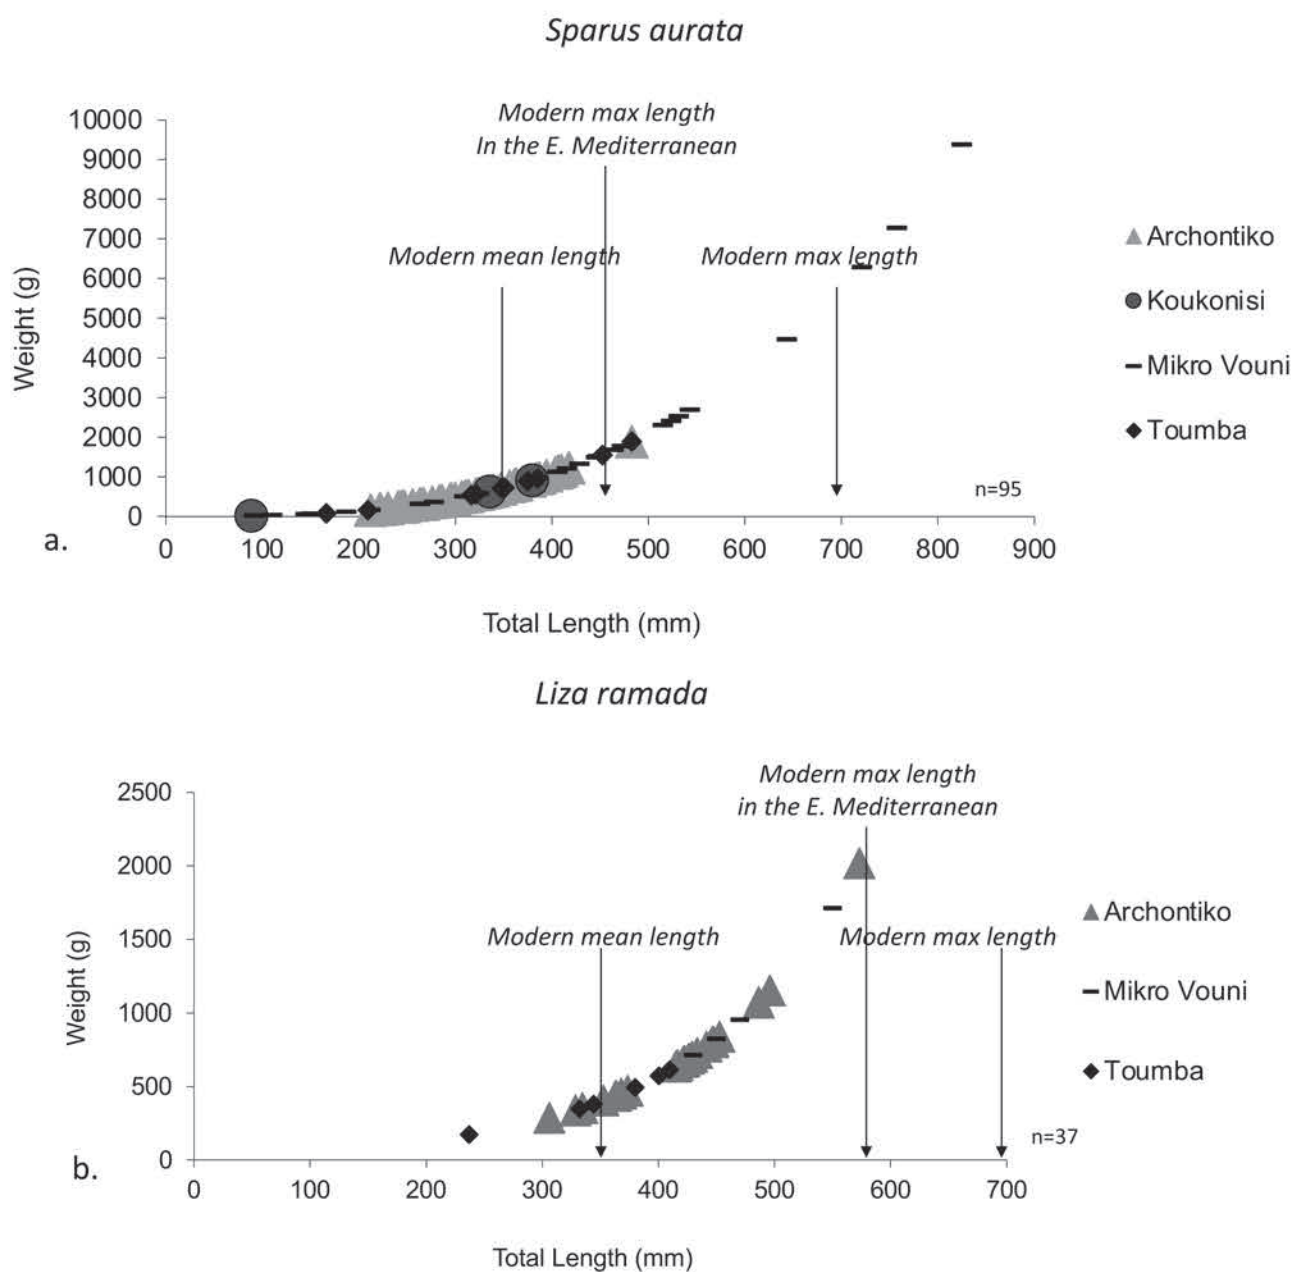 Sparus aurata
Modern max length
In the E. Mediterranean
Modern mean length
Modern max length
10000
9000
8000
7000
6000
5000
4000
3000
2000
1000
0
Weight (g)
Archontiko
Koukonisi
Mikro Vouni
Toumba
n=95
a.
0 100 200 300 400 500 600 700 800 900
Total Length (mm)
Liza ramada
Modern max length
in the E. Mediterranean
Modern mean length
Modern max length
2500
2000
1500
1000
500
0
Weight (g)
Archontiko
Mikro Vouni
Toumba
n=37
b.
0 100 200 300 400 500 600 700
Total Length (mm)